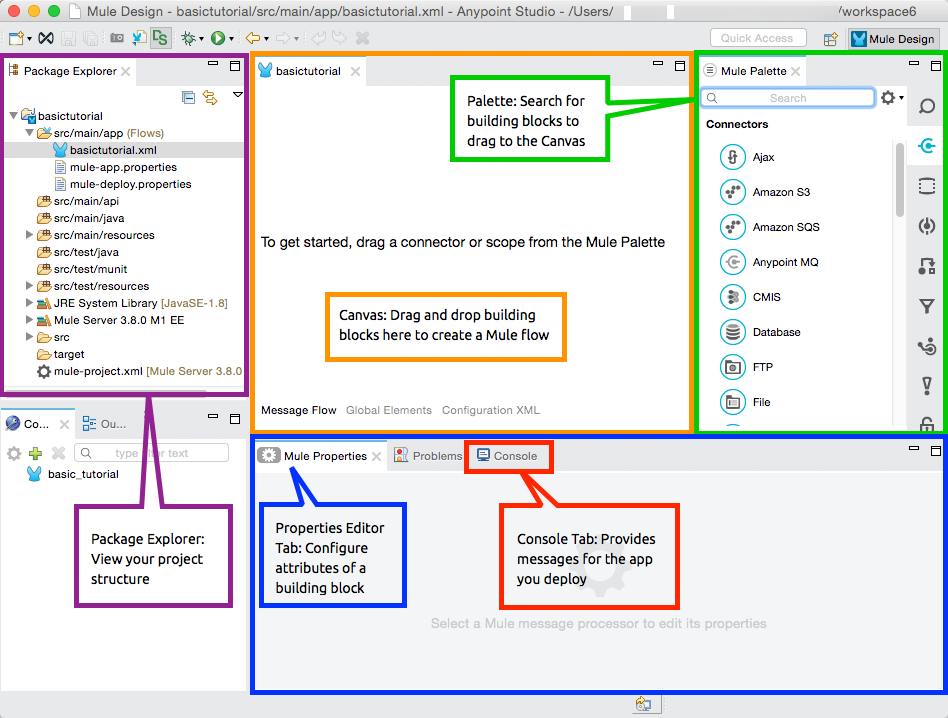 Mule Design - basictutorial/src/main/app/basictutorial.xml - Anypoint Studio - /Users/ /workspace6
Quick Access
Mule Design
Package Explorer
basictutorial
src/main/app (Flows)
basictutorial.xml
mule-app.properties
mule-deploy.properties
src/main/api
src/main/java
src/main/resources
src/test/java
src/test/munit
src/test/resources
JRE System Library [JavaSE-1.8]
Mule Server 3.8.0 M1 EE
src
target
mule-project.xml [Mule Server 3.8.0
basictutorial
Palette: Search for
building blocks to
drag to the Canvas
To get started, drag a connector or scope from the Mule Palette
Canvas: Drag and drop building
blocks here to create a Mule flow
Message Flow Global Elements Configuration XML
Mule Palette
Search
Connectors
Ajax
Amazon S3
Amazon SQS
Anypoint MQ
CMIS
Database
FTP
File
Co...
Ou...
type filter text
basic_tutorial
Package Explorer:
View your project
structure
Mule Properties
Problems
Console
Properties Editor
Tab: Configure
attributes of a
building block
Console Tab: Provides
messages for the app
you deploy
Select a Mule message processor to edit its properties